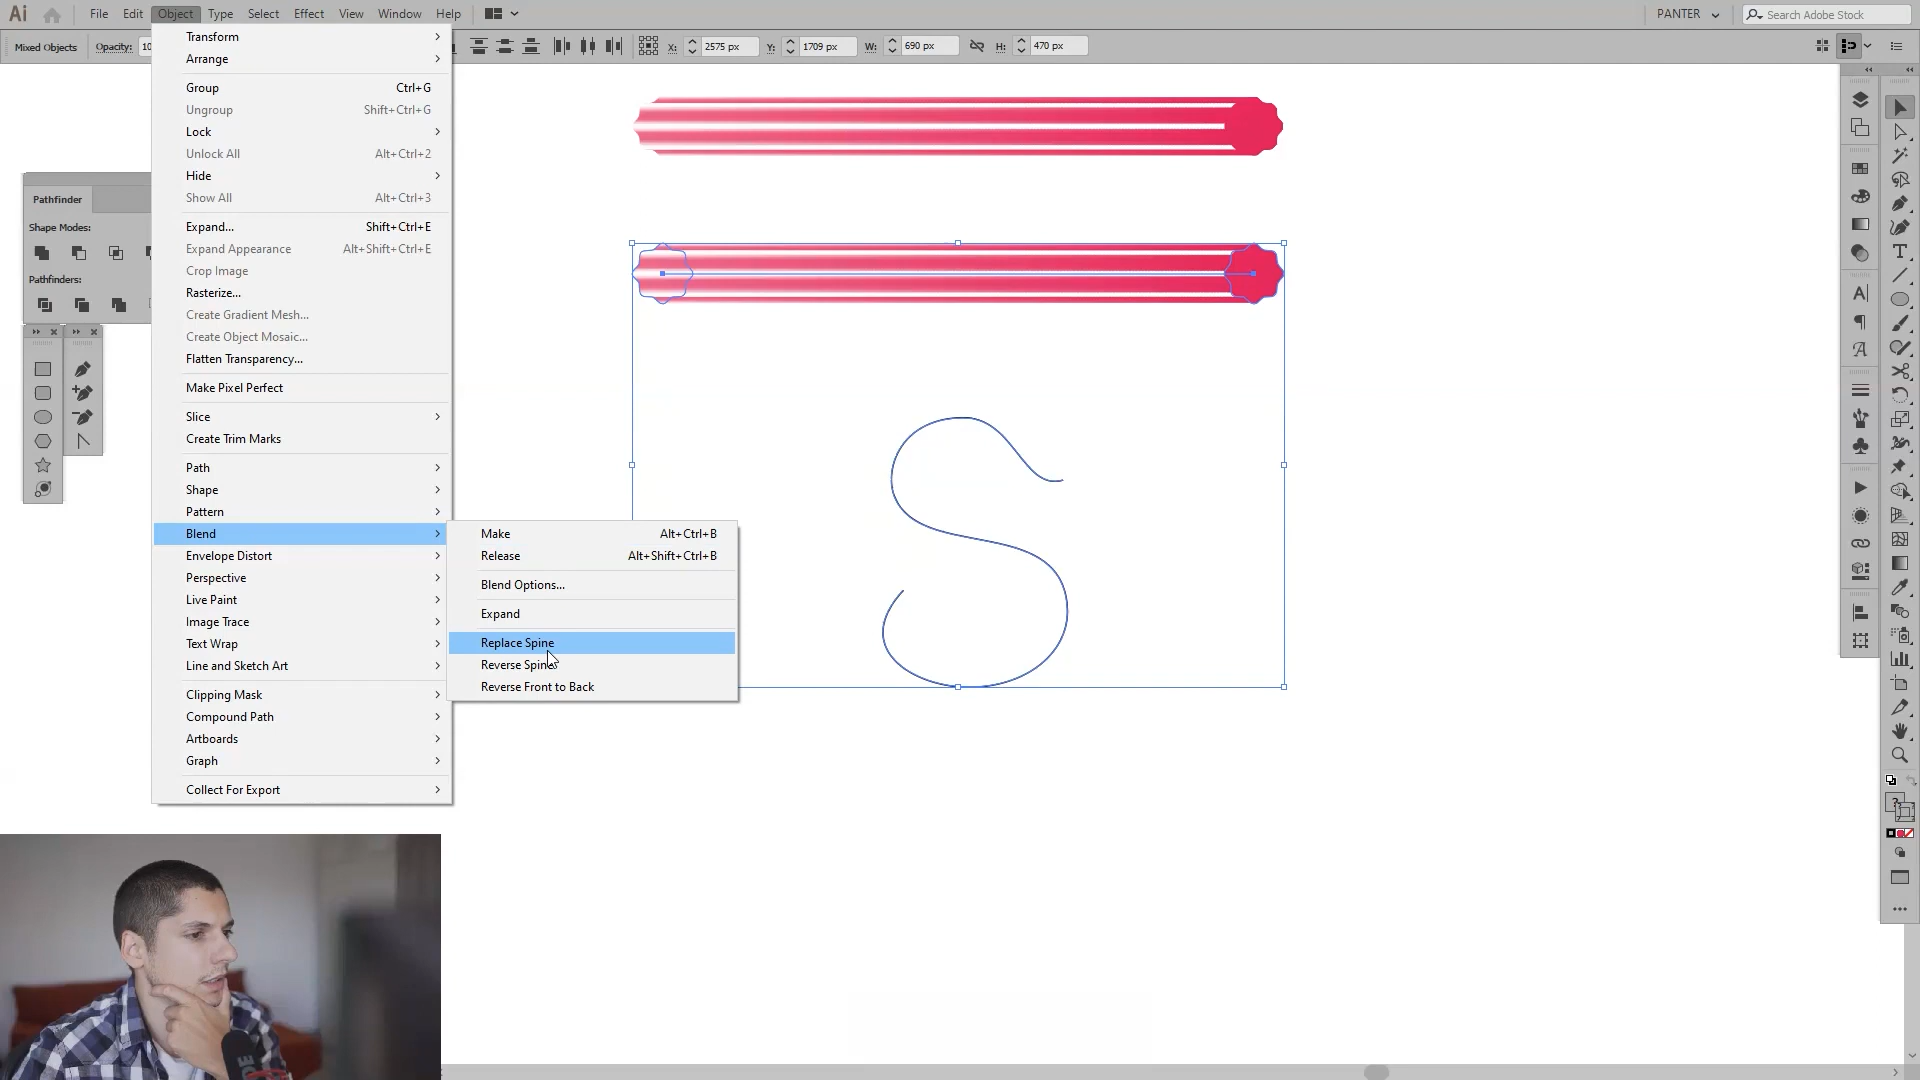 Ai
File Edit Object Type Select Effect View Window Help
PANTER
Search Adobe Stock
Mixed Objects
Opacity: 10
X: 2575 px
Y: 1709 px
W: 690 px
H: 470 px
Pathfinder
Shape Modes:
Pathfinders:
Transform
Arrange
Group Ctrl+G
Ungroup Shift+Ctrl+G
Lock
Unlock All Alt+Ctrl+2
Hide
Show All Alt+Ctrl+3
Expand... Shift+Ctrl+E
Expand Appearance Alt+Shift+Ctrl+E
Crop Image
Rasterize...
Create Gradient Mesh...
Create Object Mosaic...
Flatten Transparency...
Make Pixel Perfect
Slice
Create Trim Marks
Path
Shape
Pattern
Blend
Envelope Distort
Perspective
Live Paint
Image Trace
Text Wrap
Line and Sketch Art
Clipping Mask
Compound Path
Artboards
Graph
Collect For Export
Make Alt+Ctrl+B
Release Alt+Shift+Ctrl+B
Blend Options...
Expand
Replace Spine
Reverse Spine
Reverse Front to Back